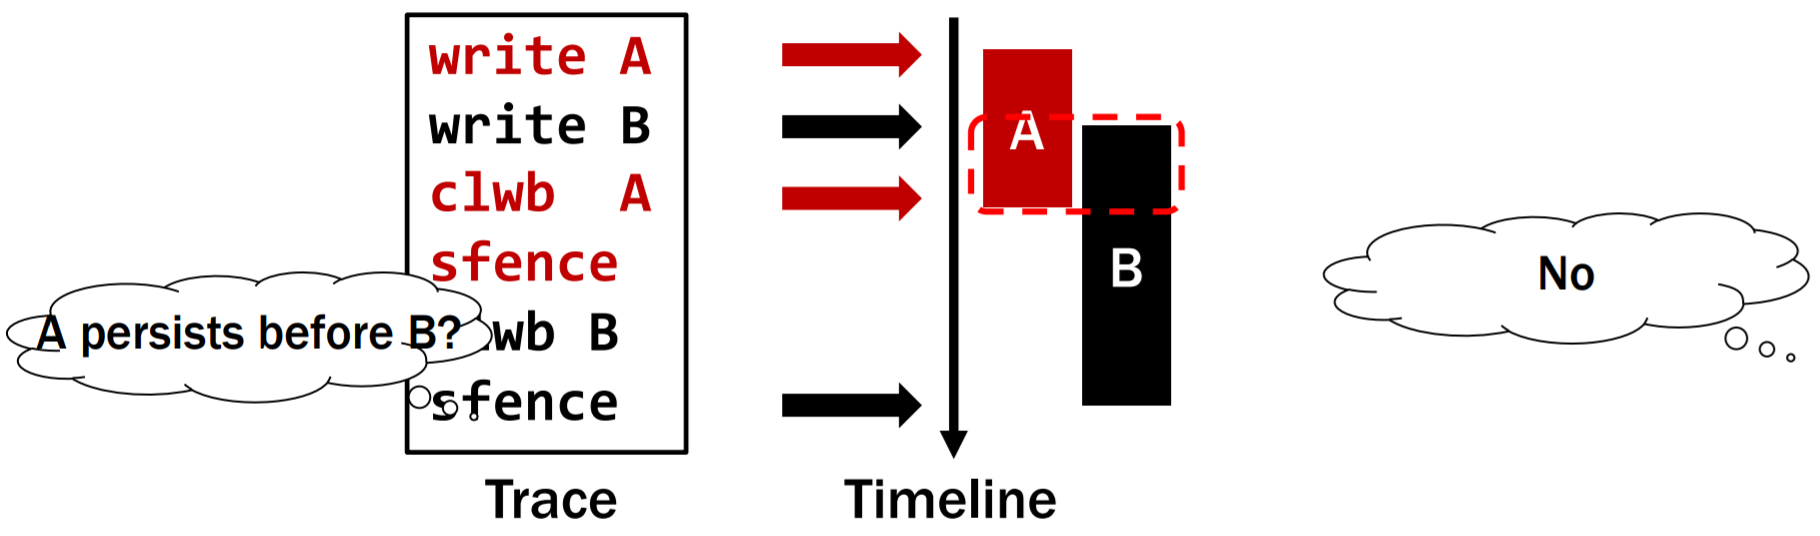 write A
write B
clwb A
sfence
wb B
sfence
A persists before B?
Trace
A
B
Timeline
No